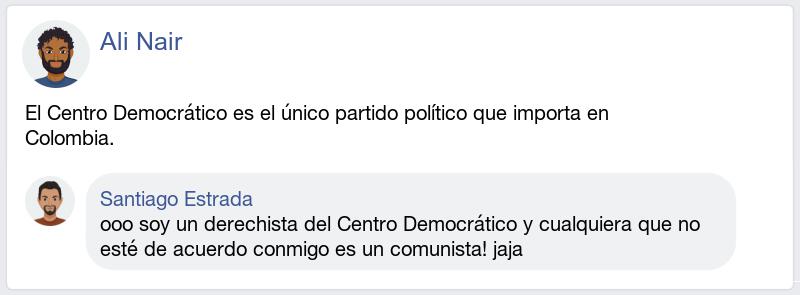 Ali Nair
El Centro Democrático es el único partido político que importa en
Colombia.
Santiago Estrada
ooo soy un derechista del Centro Democrático y cualquiera que no
esté de acuerdo conmigo es un comunista! jaja